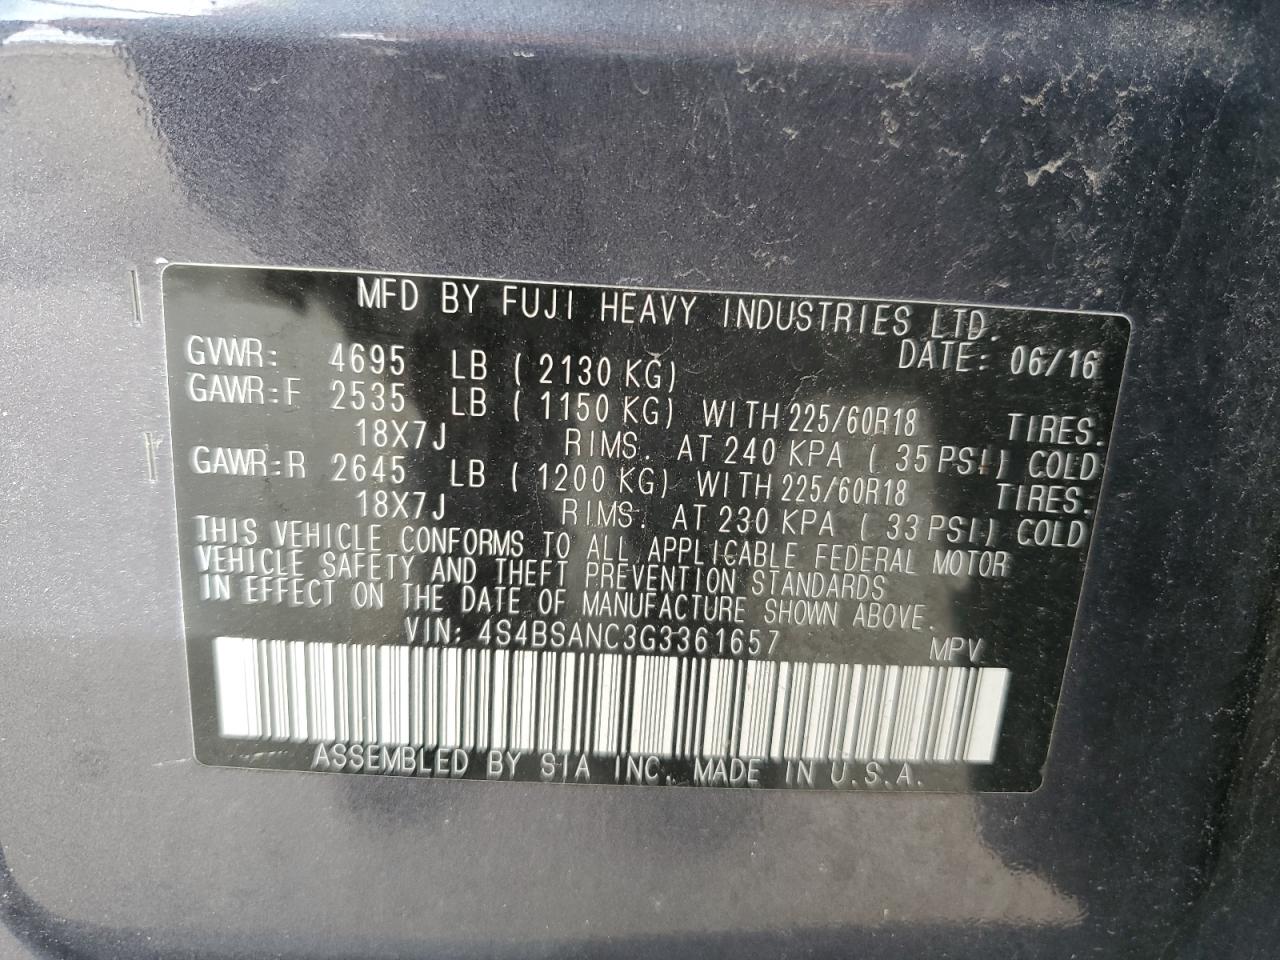 MFD BY FUJI HEAVY INDUSTRIES LTD.
DATE: 06/16
GVWR: 4695 LB ( 2130 KG)
GAWR:F 2535 LB ( 1150 KG) WITH 225/60R18 TIRES.
18X7J RIMS. AT 240 KPA ( 35 PSI) COLD
GAWR:R 2645 LB ( 1200 KG) WITH 225/60R18 TIRES.
18X7J RIMS. AT 230 KPA ( 33 PSI) COLD
THIS VEHICLE CONFORMS TO ALL APPLICABLE FEDERAL MOTOR
VEHICLE SAFETY AND THEFT PREVENTION STANDARDS
IN EFFECT ON THE DATE OF MANUFACTURE SHOWN ABOVE.
VIN: 4S4BSANC3G3361657 MPV
ASSEMBLED BY SIA INC. MADE IN U.S.A.